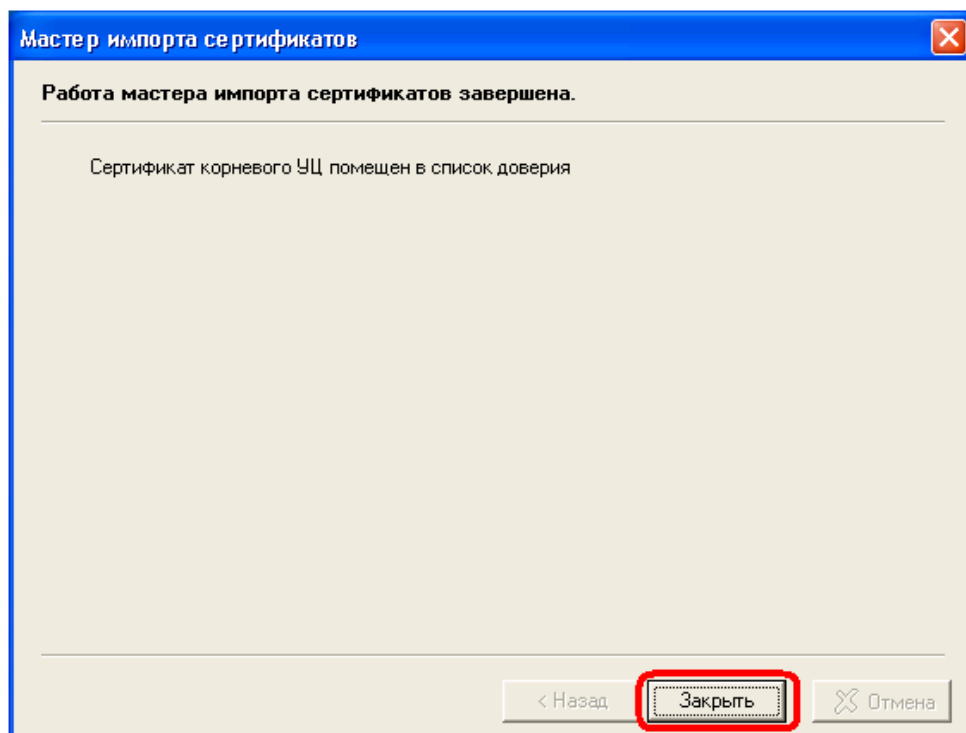 Мастер импорта сертификатов
Работа мастера импорта сертификатов завершена.
Сертификат корневого УЦ помещен в список доверия
< Назад
Закрыть
Отмена